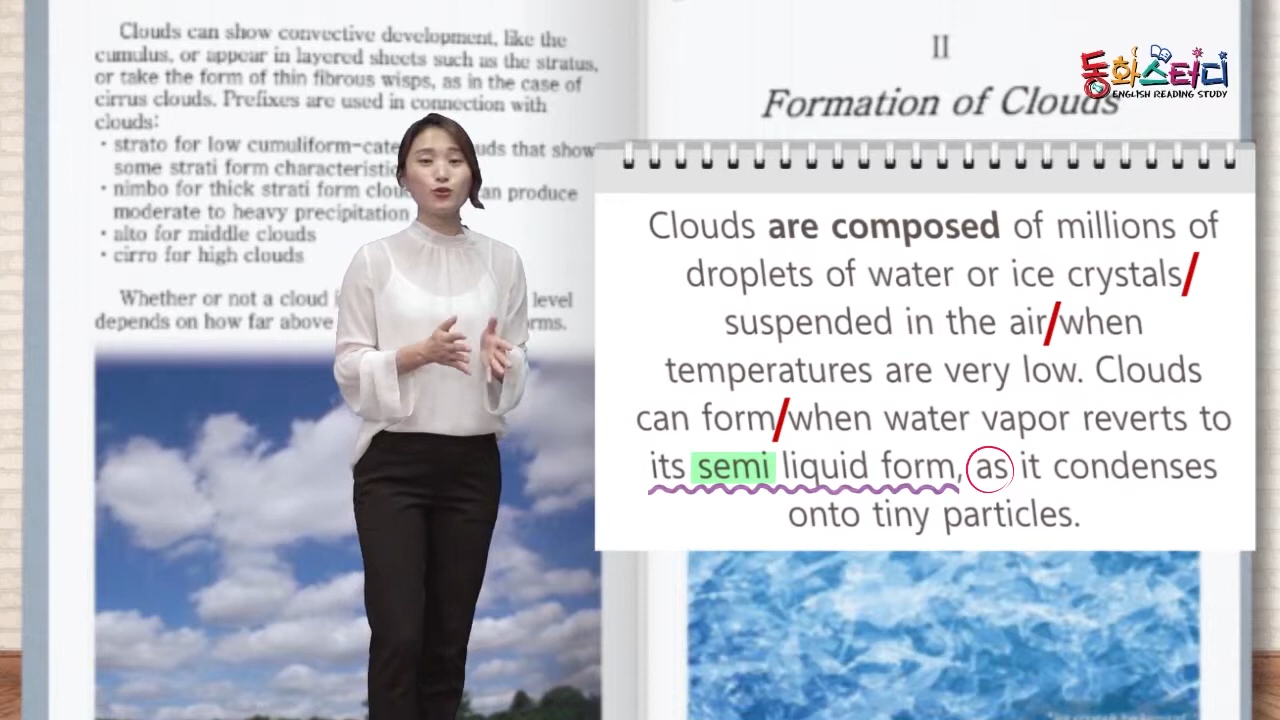 Clouds can show convective development, like the
cumulus, or appear in layered sheets such as the stratus,
or take the form of thin fibrous wisps, as in the case of
cirrus clouds. Prefixes are used in connection with
clouds:
· strato for low cumuliform-cate uds that show
some strati form characteristic
· nimbo for thick strati form clou an produce
moderate to heavy precipitation
· alto for middle clouds
· cirro for high clouds
Whether or not a cloud level
depends on how far above rms.
II
Formation of Clouds
동화스타디
ENGLISH READING STUDY
Clouds are composed of millions of
droplets of water or ice crystals/
suspended in the air/when
temperatures are very low. Clouds
can form/when water vapor reverts to
its semi liquid form, as it condenses
onto tiny particles.